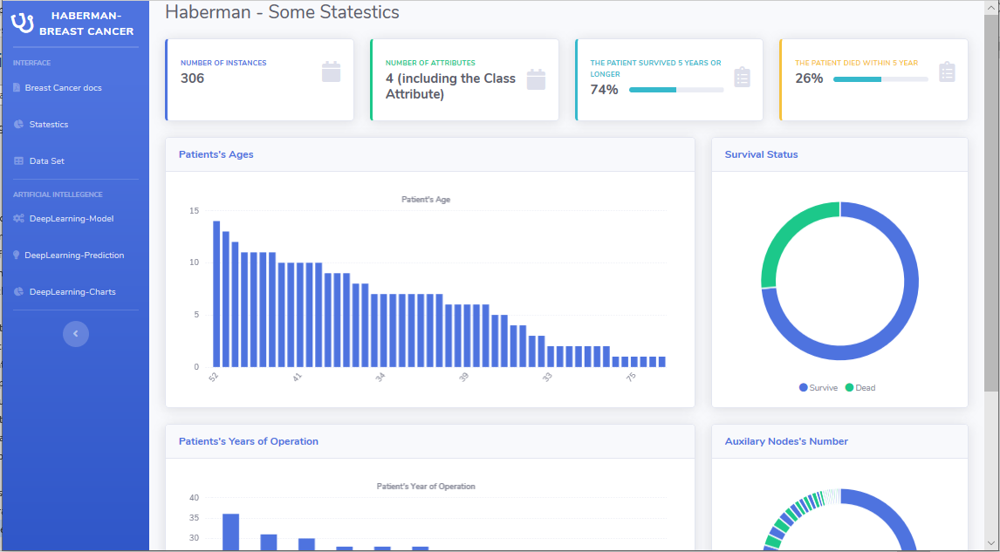 HABERMAN-
BREAST CANCER
INTERFACE
Breast Cancer docs
Statestics
Data Set
ARTIFICIAL INTELLEGENCE
DeepLearning-Model
DeepLearning-Prediction
DeepLearning-Charts
Haberman - Some Statestics
NUMBER OF INSTANCES
306
NUMBER OF ATTRIBUTES
4 (including the Class
Attribute)
THE PATIENT SURVIVED 5 YEARS OR
LONGER
74%
THE PATIENT DIED WITHIN 5 YEAR
26%
Patients's Ages
Patient's Age
15
10
5
0
52
41
34
39
33
75
Survival Status
Survive
Dead
Patients's Years of Operation
Patient's Year of Operation
40
35
30
Auxilary Nodes's Number